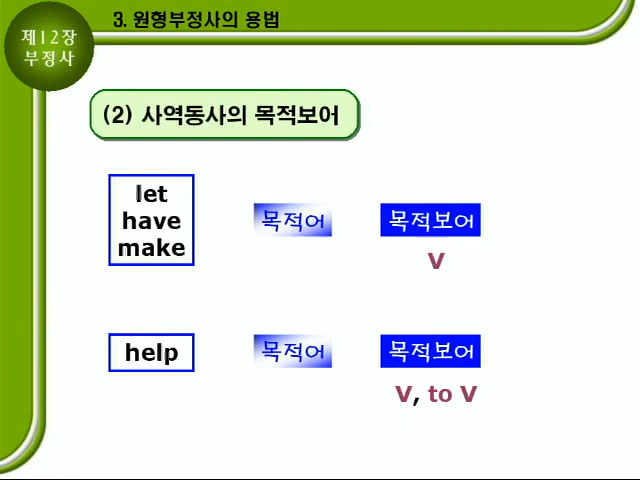 제12장
부정사
3. 원형부정사의 용법
(2) 사역동사의 목적보어
let
have
make
목적어
목적보어
V
help
목적어
목적보어
V, to V